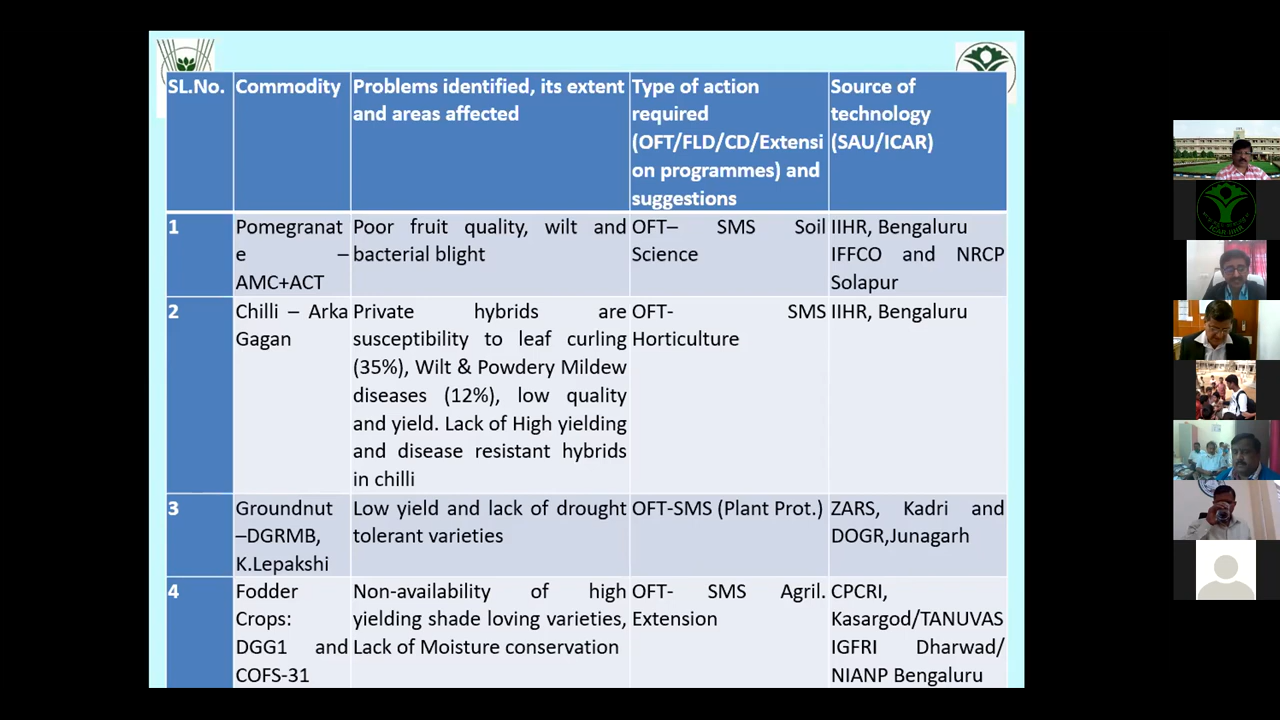 SL.No. Commodity Problems identified, its extent and areas affected Type of action required (OFT/FLD/CD/Extensi on programmes) and suggestions Source of technology (SAU/ICAR)
1
Pomegranat
e –
AMC+ACT
Poor fruit quality, wilt and
bacterial blight
OFT– SMS Soil
Science
IIHR, Bengaluru
IFFCO and NRCP
Solapur
2
Chilli – Arka
Gagan
Private hybrids are
susceptibility to leaf curling
(35%), Wilt & Powdery Mildew
diseases (12%), low quality
and yield. Lack of High yielding
and disease resistant hybrids
in chilli
OFT- SMS
Horticulture
IIHR, Bengaluru
3
Groundnut
–DGRMB,
K.Lepakshi
Low yield and lack of drought
tolerant varieties
OFT-SMS (Plant Prot.)
ZARS, Kadri and
DOGR,Junagarh
4
Fodder
Crops:
DGG1 and
COFS-31
Non-availability of high
yielding shade loving varieties,
Lack of Moisture conservation
OFT- SMS Agril.
Extension
CPCRI,
Kasargod/TANUVAS
IGFRI Dharwad/
NIANP Bengaluru
ICAR IIHR